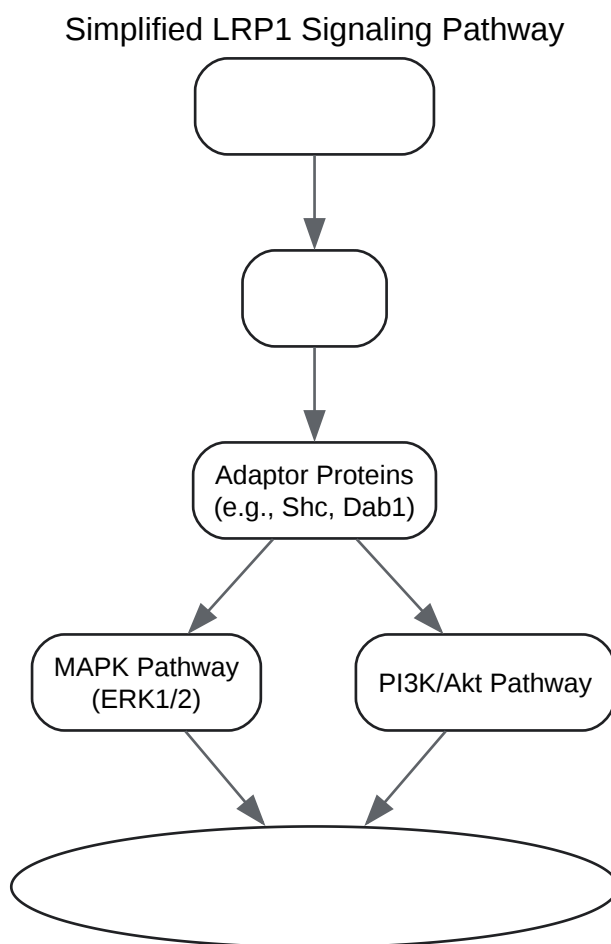 Simplified LRP1 Signaling Pathway
Adaptor Proteins
(e.g., Shc, Dab1)
MAPK Pathway
(ERK1/2)
PI3K/Akt Pathway